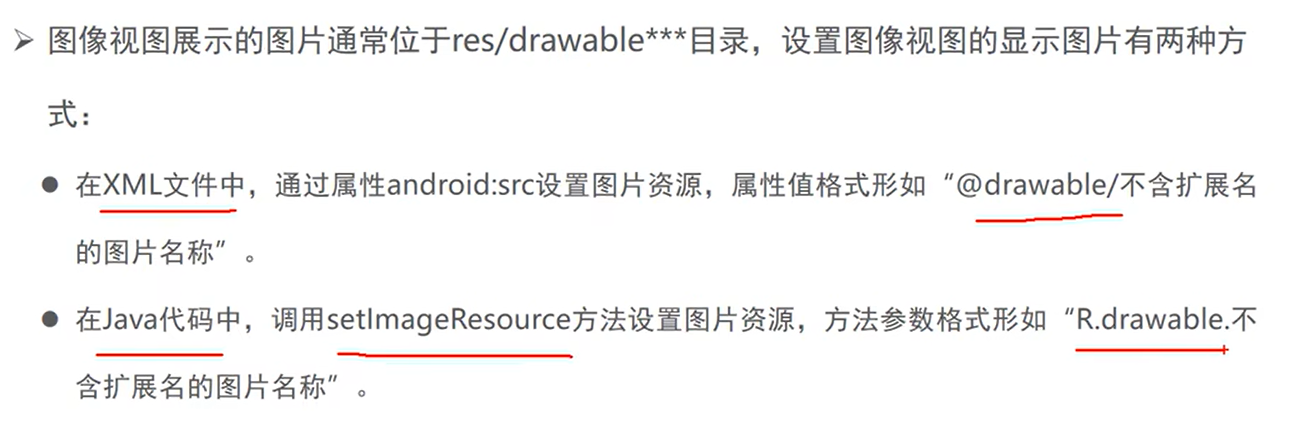 ➢ 图像视图展示的图片通常位于res/drawable***目录，设置图像视图的显示图片有两种方
式：
● 在XML文件中，通过属性android:src设置图片资源，属性值格式形如“@drawable/不含扩展名
的图片名称”。
● 在Java代码中，调用setImageResource方法设置图片资源，方法参数格式形如“R.drawable.不
含扩展名的图片名称”。